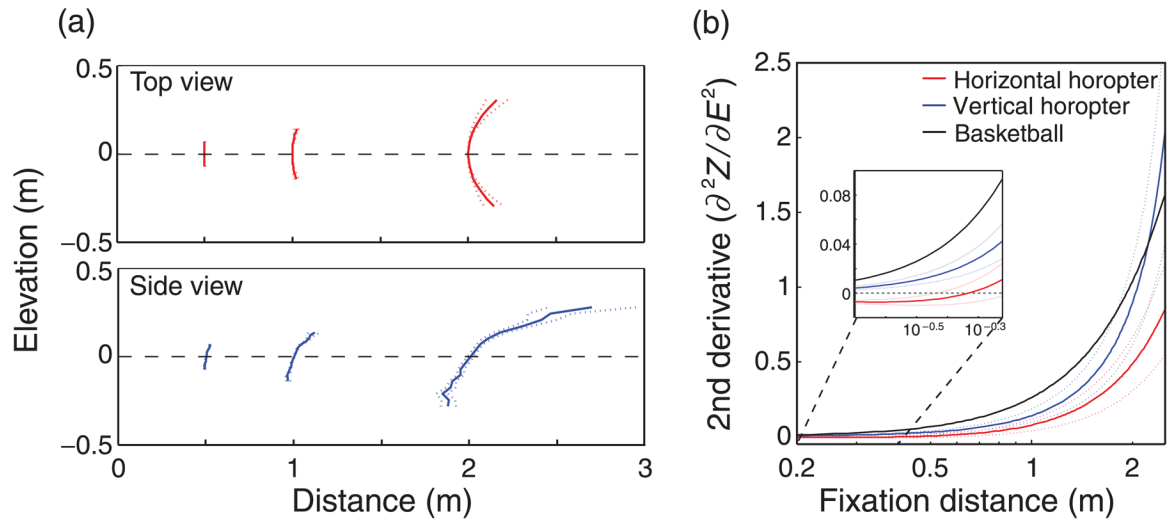 (a)
Elevation (m)
0.5
Top view
0
−0.5
0.5
Side view
0
−0.5
0
1
2
3
Distance (m)
(b)
2nd derivative (∂²Z/∂E²)
2.5
2
1.5
1
0.5
0
Horizontal horopter
Vertical horopter
Basketball
0.08
0.04
0
10^−0.5
10^−0.3
0.2
0.5
1
2
Fixation distance (m)